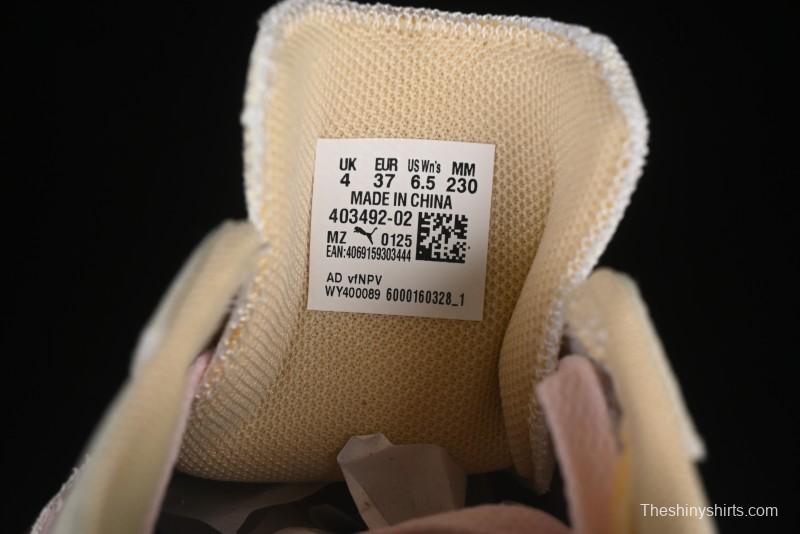 UK EUR US Wn's MM
4 37 6.5 230
MADE IN CHINA
403492-02
MZ 0125
EAN:4069159303444
AD vfNPV
WY400089 6000160328_1
Theshinyshirts.com